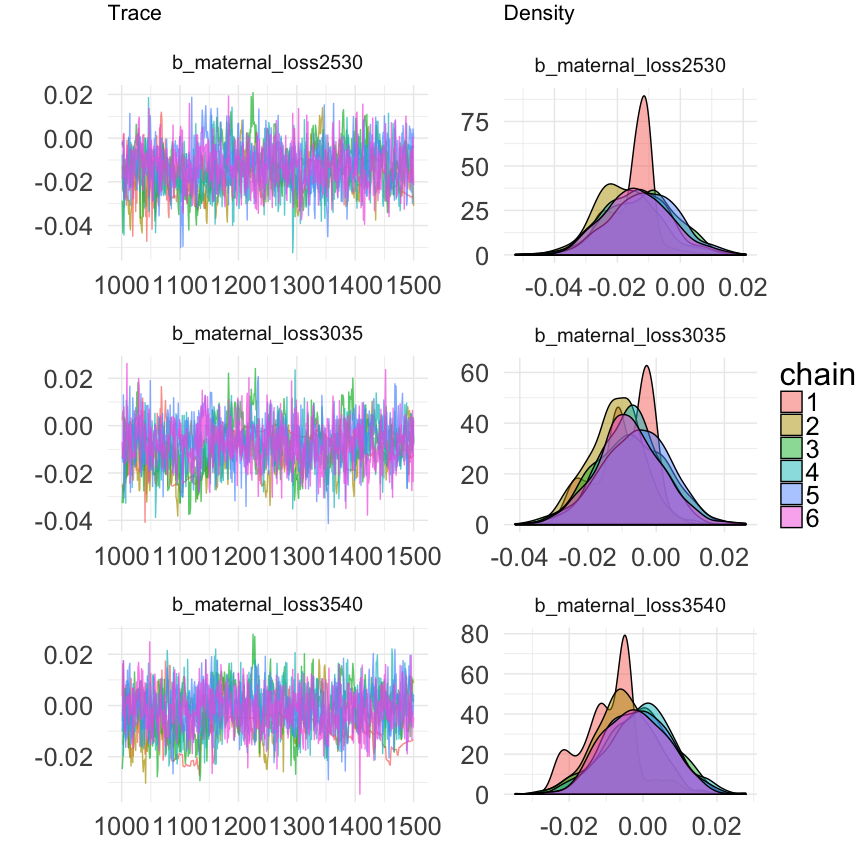 Trace
Density
b_maternal_loss2530
0.02
0.00
-0.02
-0.04
1000 1100 1200 1300 1400 1500
b_maternal_loss2530
75
50
25
0
-0.04 -0.02 0.00 0.02
b_maternal_loss3035
0.02
0.00
-0.02
-0.04
1000 1100 1200 1300 1400 1500
b_maternal_loss3035
60
40
20
0
-0.04 -0.02 0.00 0.02
b_maternal_loss3540
0.02
0.00
-0.02
1000 1100 1200 1300 1400 1500
b_maternal_loss3540
80
60
40
20
0
-0.02 0.00 0.02
chain
1
2
3
4
5
6